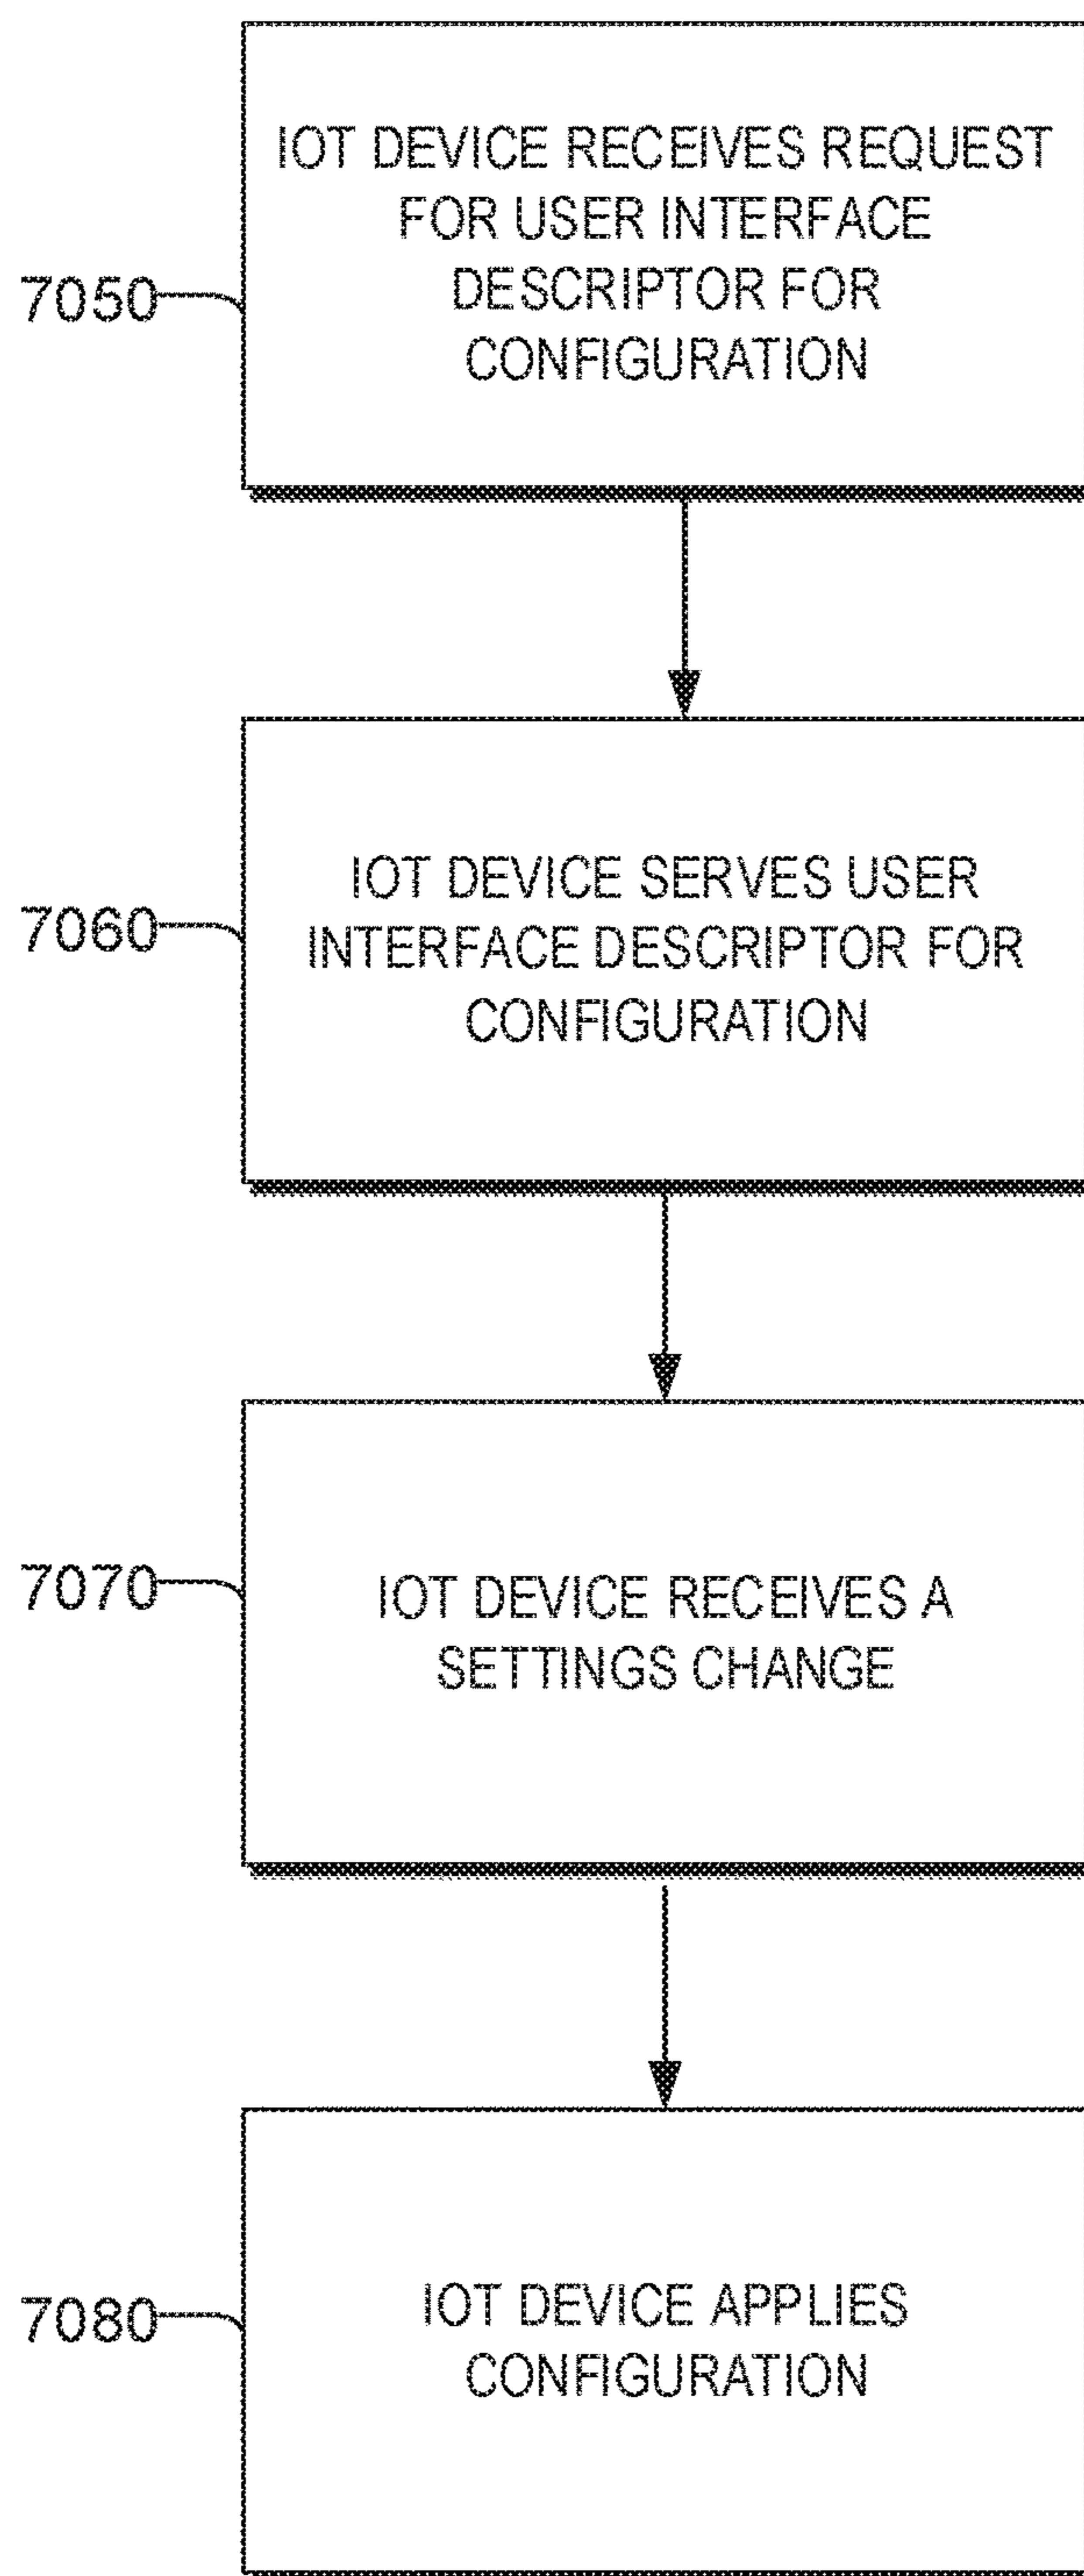 IOT DEVICE RECEIVES REQUEST
FOR USER INTERFACE
DESCRIPTOR FOR
CONFIGURATION
7050
IOT DEVICE SERVES USER
INTERFACE DESCRIPTOR FOR
CONFIGURATION
7060
IOT DEVICE RECEIVES A
SETTINGS CHANGE
7070
IOT DEVICE APPLIES
CONFIGURATION
7080